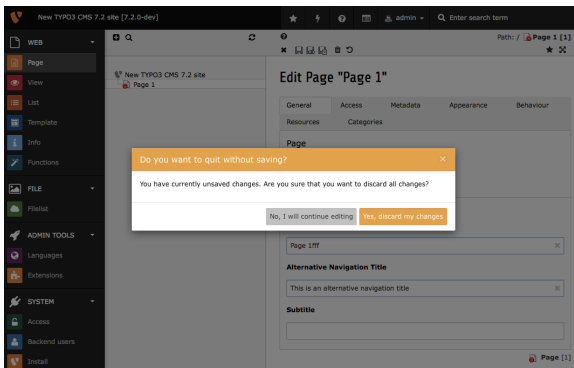 New TYPO3 CMS 7.2 site [7.2.0-dev]
admin
Enter search term
WEB
Page
View
List
Template
Info
Functions
FILE
Filelist
ADMIN TOOLS
Languages
Extensions
SYSTEM
Access
Backend users
Install
New TYPO3 CMS 7.2 site
Page 1
Path: / Page 1 [1]
Edit Page "Page 1"
General Access Metadata Appearance Behaviour
Resources Categories
Page
Do you want to quit without saving?
You have currently unsaved changes. Are you sure that you want to discard all changes?
No, I will continue editing Yes, discard my changes
Page 1fff
Alternative Navigation Title
This is an alternative navigation title
Subtitle
Page [1]